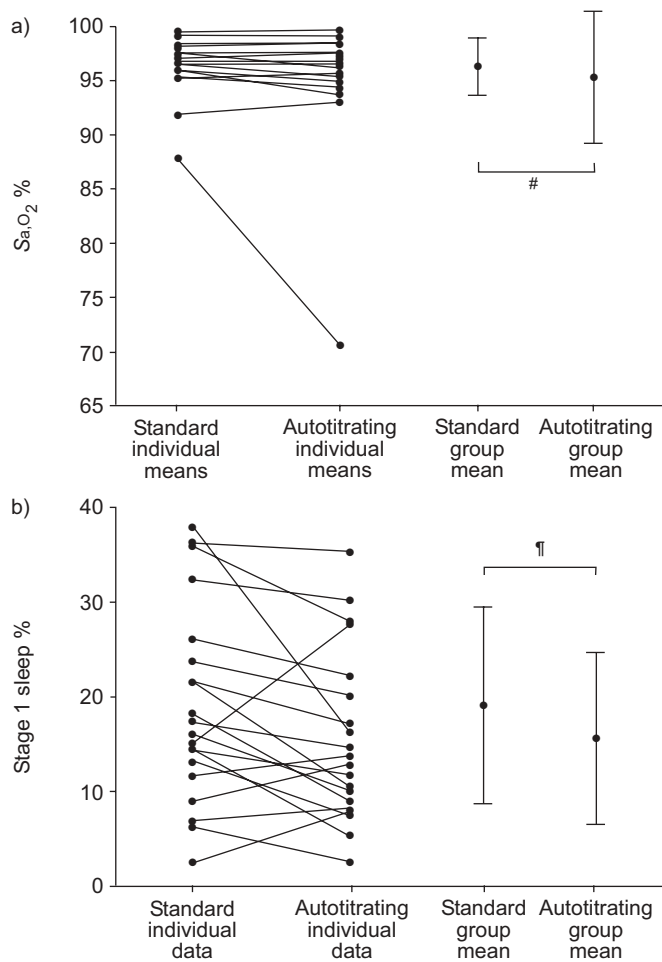 a)
100
95
90
85
80
75
70
65
Sa,O2 %
#
Standard individual means
Autotitrating individual means
Standard group mean
Autotitrating group mean
b)
40
30
20
10
0
Stage 1 sleep %
¶
Standard individual data
Autotitrating individual data
Standard group mean
Autotitrating group mean